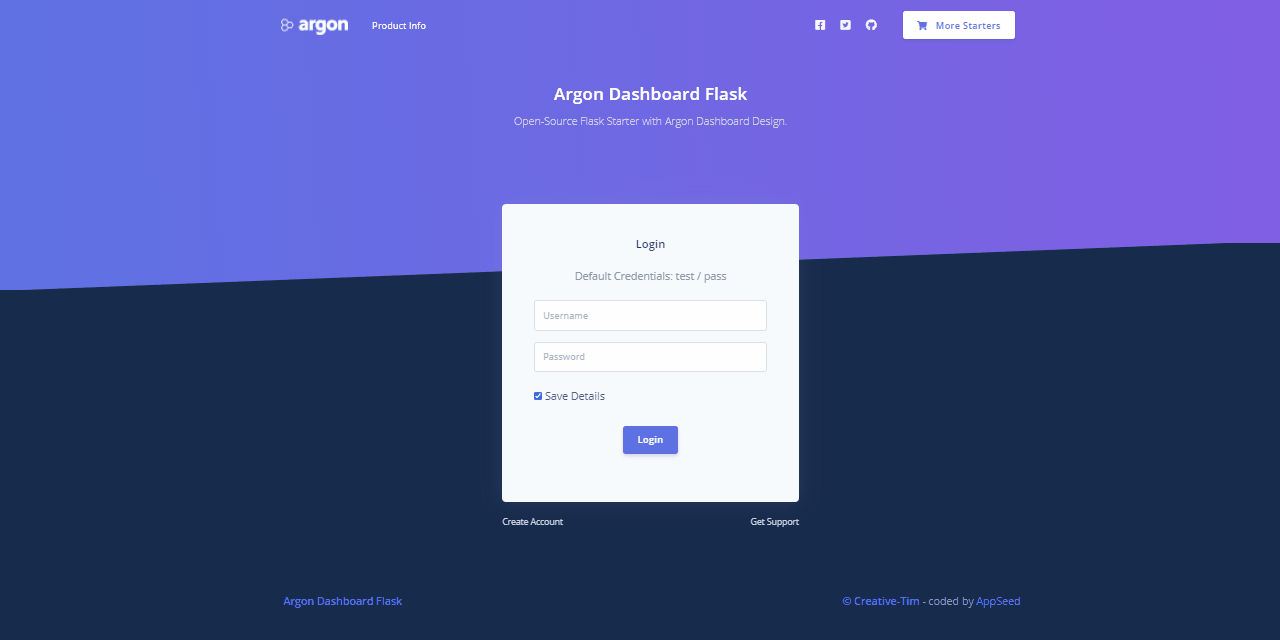 argon Product Info More Starters
Argon Dashboard Flask
Open-Source Flask Starter with Argon Dashboard Design.
Login
Default Credentials: test / pass
Username
Password
Save Details
Login
Create Account Get Support
Argon Dashboard Flask © Creative-Tim - coded by AppSeed